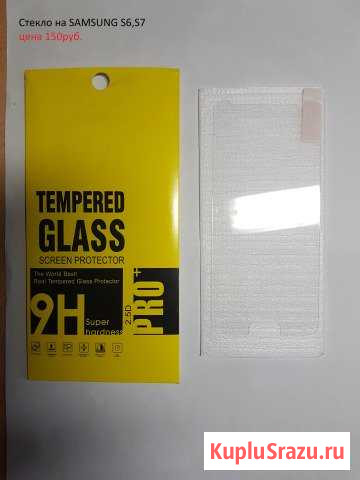 Стекло на SAMSUNG S6,S7
цена 150руб.
TEMPERED
GLASS
SCREEN PROTECTOR
The World Best!
Real Tempered Glass Protector
9H
Super
hardness
2.5D
PRO+
KupluSrazu.ru